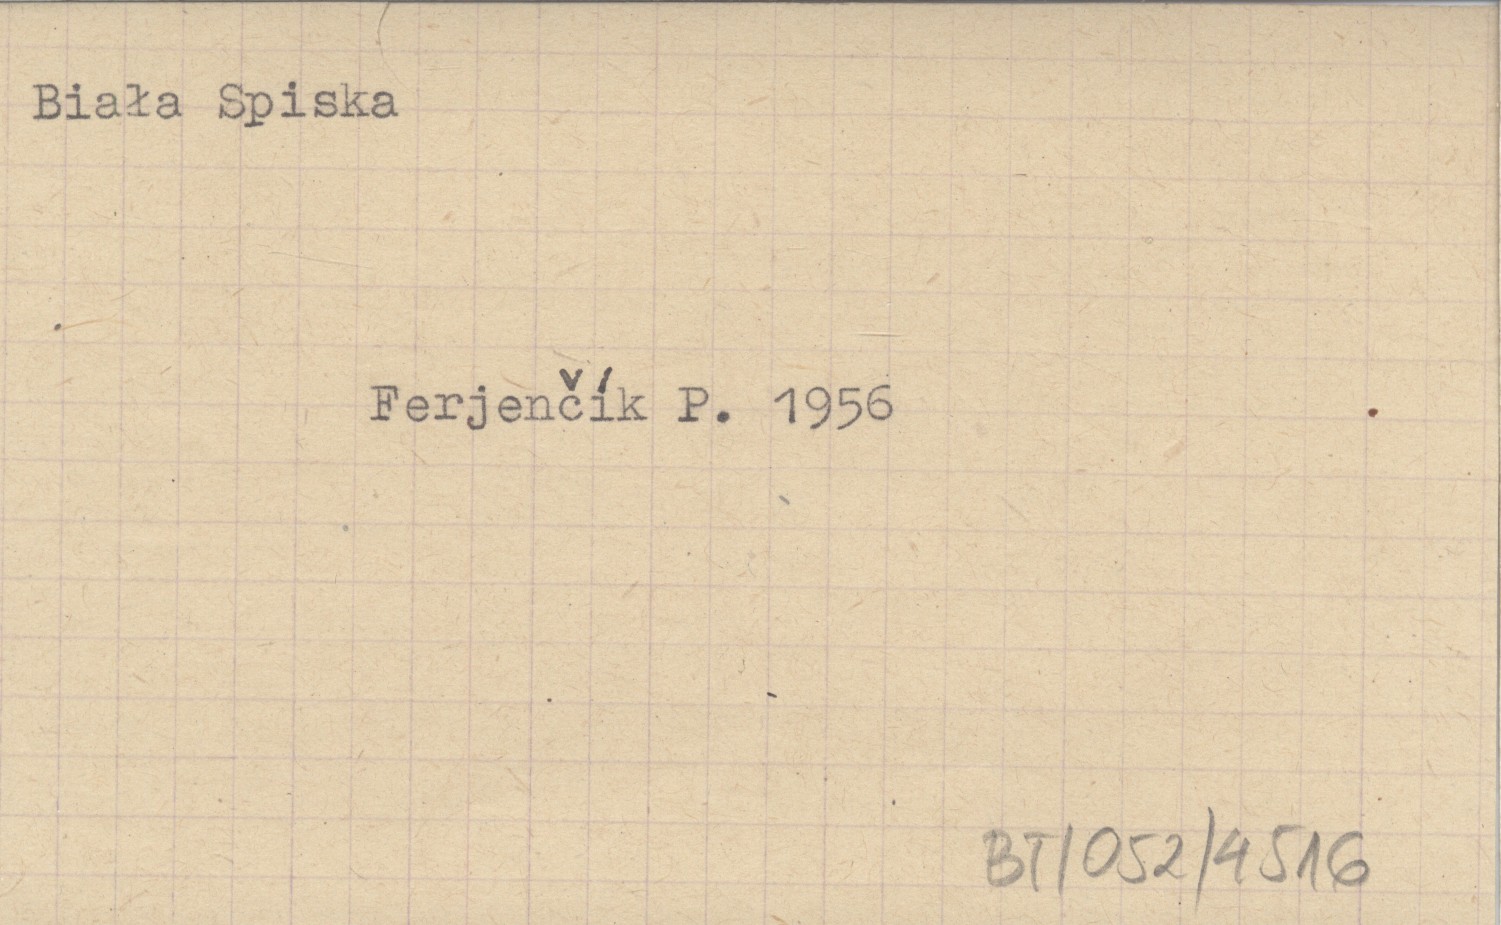 Biała Spiska
Ferjenčík P. 1956
BT/052/4516